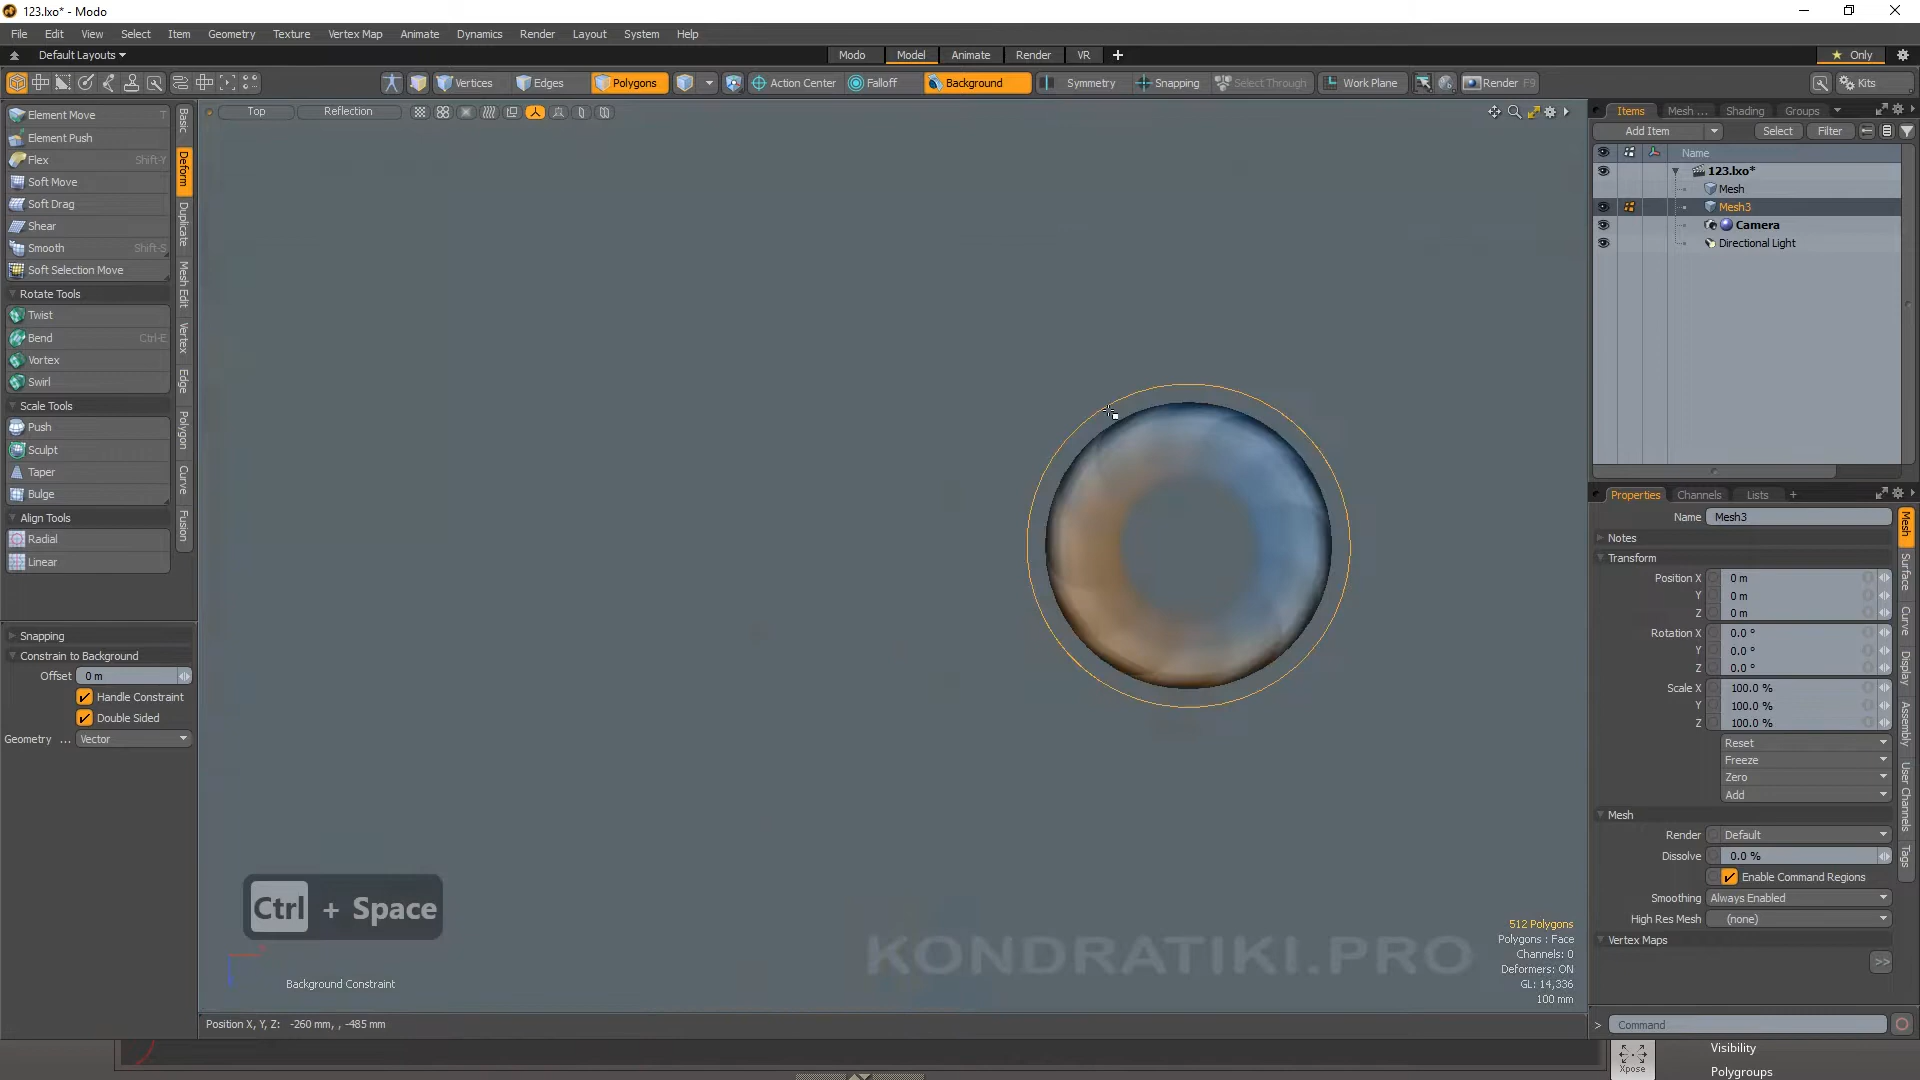 123.lxo* - Modo
File Edit View Select Item Geometry Texture Vertex Map Animate Dynamics Render Layout System Help
Default Layouts
Modo Model Animate Render VR
Only
Vertices Edges Polygons Action Center Falloff Background Symmetry Snapping Select Through Work Plane Render F9 Kits
Top Reflection
Element Move T
Element Push
Flex Shift-Y
Soft Move
Soft Drag
Shear
Smooth Shift-S
Soft Selection Move
Rotate Tools
Twist
Bend Ctrl-E
Vortex
Swirl
Scale Tools
Push
Sculpt
Taper
Bulge
Align Tools
Radial
Linear
Basic
Deform
Duplicate
Mesh Edit
Vertex
Edge
Polygon
Curve
Fusion
Snapping
Constrain to Background
Offset 0 m
Handle Constraint
Double Sided
Geometry ... Vector
Ctrl + Space
Background Constraint
KONDRATIKI.PRO
512 Polygons
Polygons : Face
Channels: 0
Deformers: ON
GL: 14,336
100 mm
Position X, Y, Z: -260 mm, , -485 mm
Items Mesh ... Shading Groups
Add Item Select Filter
Name
123.lxo*
Mesh
Mesh3
Camera
Directional Light
Properties Channels Lists +
Name Mesh3
Notes
Transform
Position X 0 m
Y 0 m
Z 0 m
Rotation X 0.0 °
Y 0.0 °
Z 0.0 °
Scale X 100.0 %
Y 100.0 %
Z 100.0 %
Reset
Freeze
Zero
Add
Mesh
Render Default
Dissolve 0.0 %
Enable Command Regions
Smoothing Always Enabled
High Res Mesh (none)
Vertex Maps
>>
Mesh
Surface
Curve
Display
Assembly
User Channels
Tags
> Command
Xpose
Visibility
Polygroups